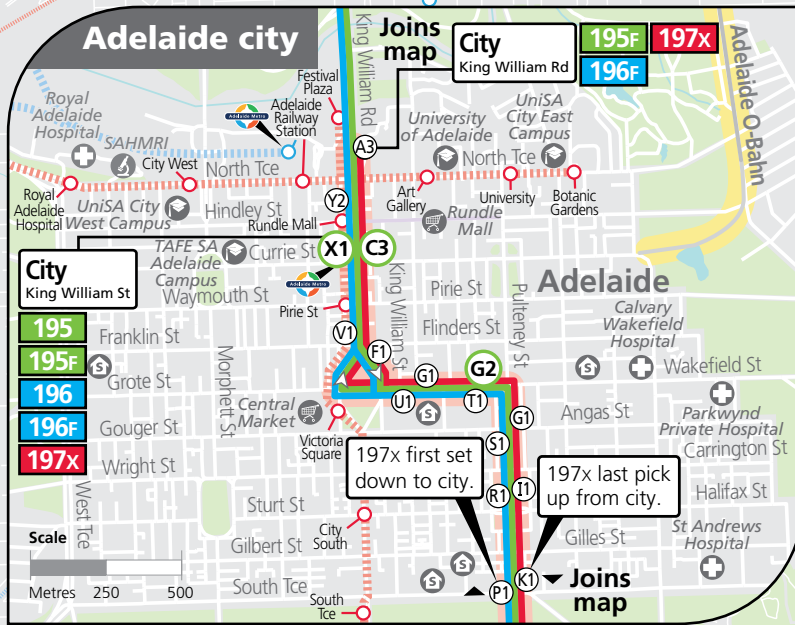 Adelaide city
King William Rd
Joins
map
City
King William Rd
195F
197X
196F
Adelaide O-Bahn
Festival
Plaza
Royal
Adelaide
Hospital
SAHMRI
Adelaide Metro
Adelaide
Railway
Station
A3
University
of Adelaide
UniSA
City East
Campus
City West
North Tce
North Tce
Royal
Adelaide
Hospital
UniSA City
West Campus
Hindley St
Y2
Rundle Mall
Art
Gallery
University
Botanic
Gardens
Rundle
Mall
TAFE SA
Adelaide
Campus
Currie St
X1
C3
City
King William St
Adelaide Metro
Waymouth St
Pirie St
King William St
Pirie St
Pulteney St
Adelaide
Calvary
Wakefield
Hospital
195
195F
196
196F
197X
Franklin St
V1
F1
Flinders St
Morphett St
Grote St
G1
G2
Wakefield St
U1
T1
G1
Angas St
Parkwynd
Private Hospital
Central
Market
Gouger St
Victoria
Square
S1
Carrington St
Wright St
197x first set
down to city.
197x last pick
up from city.
R1
I1
Halifax St
West Tce
Sturt St
City
South
Gilbert St
Gilles St
St Andrews
Hospital
Scale
Metres 250 500
South Tce
South
Tce
P1
K1
Joins
map